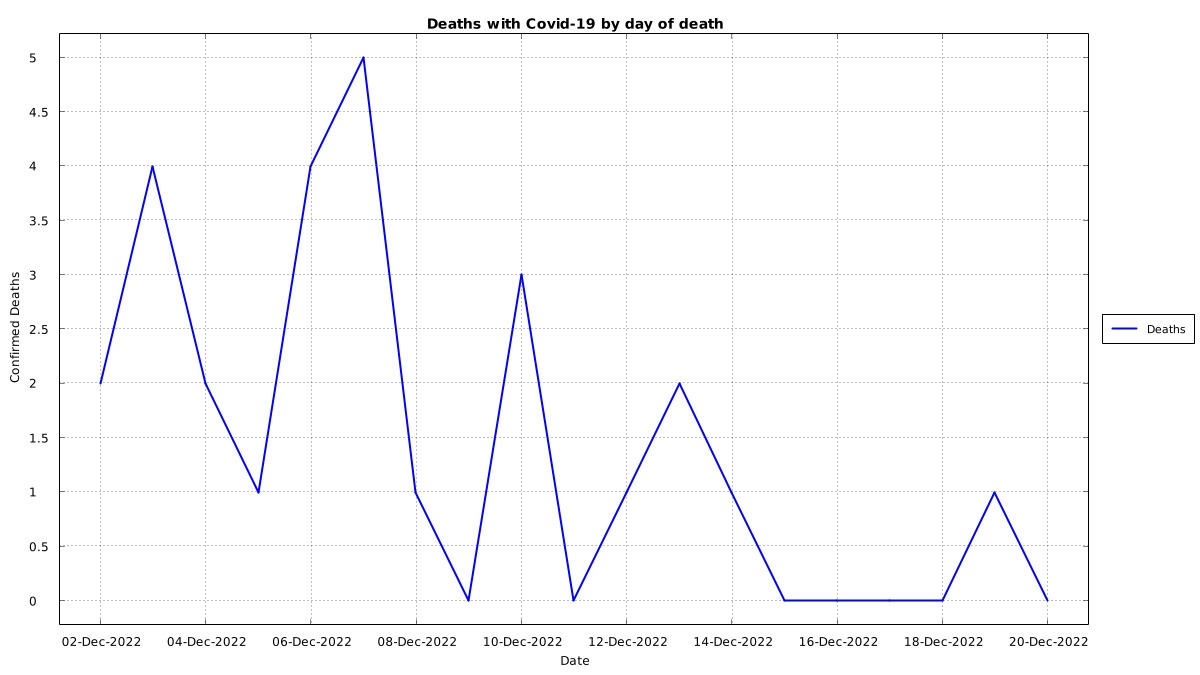 Deaths with Covid-19 by day of death
5
4.5
4
3.5
3
2.5
2
1.5
1
0.5
0
Confirmed Deaths
02-Dec-2022 04-Dec-2022 06-Dec-2022 08-Dec-2022 10-Dec-2022 12-Dec-2022 14-Dec-2022 16-Dec-2022 18-Dec-2022 20-Dec-2022
Date
Deaths